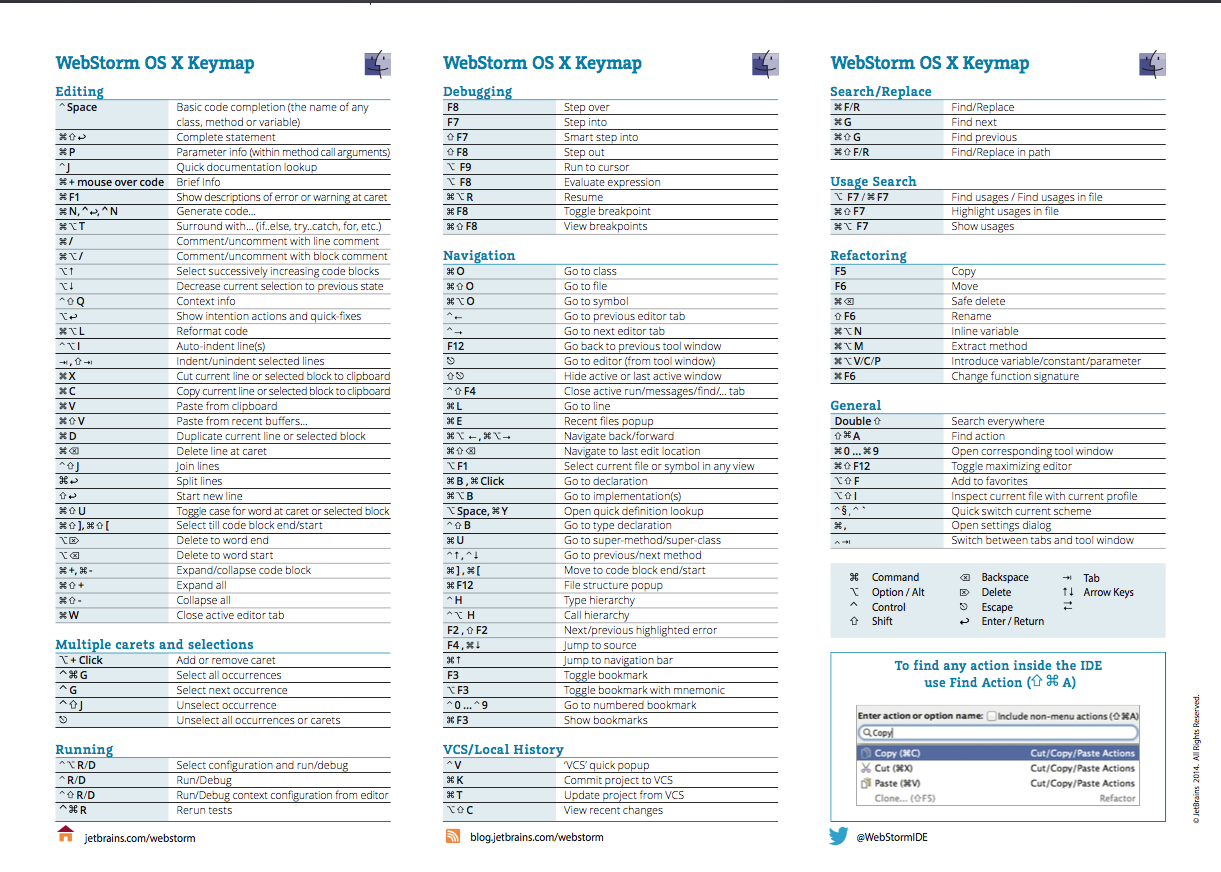 WebStorm OS X Keymap
Editing
⌃ Space Basic code completion (the name of any
class, method or variable)
⌘⇧↩ Complete statement
⌘ P Parameter info (within method call arguments)
⌃ J Quick documentation lookup
⌘ + mouse over code Brief Info
⌘ F1 Show descriptions of error or warning at caret
⌘ N, ⌃↩, ⌃ N Generate code...
⌘⌥ T Surround with... (if..else, try..catch, for, etc.)
⌘ / Comment/uncomment with line comment
⌘⌥ / Comment/uncomment with block comment
⌥↑ Select successively increasing code blocks
⌥↓ Decrease current selection to previous state
⌃⇧ Q Context info
⌥↩ Show intention actions and quick-fixes
⌘⌥ L Reformat code
⌃⌥ I Auto-indent line(s)
⇥, ⇧⇥ Indent/unindent selected lines
⌘ X Cut current line or selected block to clipboard
⌘ C Copy current line or selected block to clipboard
⌘ V Paste from clipboard
⌘⇧ V Paste from recent buffers...
⌘ D Duplicate current line or selected block
⌘⌫ Delete line at caret
⌃⇧ J Join lines
⌘↩ Split lines
⇧↩ Start new line
⌘⇧ U Toggle case for word at caret or selected block
⌘⇧ ], ⌘⇧ [ Select till code block end/start
⌥⌦ Delete to word end
⌥⌫ Delete to word start
⌘ +, ⌘ - Expand/collapse code block
⌘⇧ + Expand all
⌘⇧ - Collapse all
⌘ W Close active editor tab
Multiple carets and selections
⌥ + Click Add or remove caret
⌃⌘ G Select all occurrences
⌃ G Select next occurrence
⌃⇧ J Unselect occurrence
⎋ Unselect all occurrences or carets
Running
⌃⌥ R/D Select configuration and run/debug
⌃ R/D Run/Debug
⌃⇧ R/D Run/Debug context configuration from editor
⌃⌘ R Rerun tests
jetbrains.com/webstorm
WebStorm OS X Keymap
Debugging
F8 Step over
F7 Step into
⇧ F7 Smart step into
⇧ F8 Step out
⌥ F9 Run to cursor
⌥ F8 Evaluate expression
⌘⌥ R Resume
⌘ F8 Toggle breakpoint
⌘⇧ F8 View breakpoints
Navigation
⌘ O Go to class
⌘⇧ O Go to file
⌘⌥ O Go to symbol
⌃← Go to previous editor tab
⌃→ Go to next editor tab
F12 Go back to previous tool window
⎋ Go to editor (from tool window)
⇧⎋ Hide active or last active window
⌃⇧ F4 Close active run/messages/find/... tab
⌘ L Go to line
⌘ E Recent files popup
⌘⌥ ←, ⌘⌥ → Navigate back/forward
⌘⇧⌫ Navigate to last edit location
⌥ F1 Select current file or symbol in any view
⌘ B, ⌘ Click Go to declaration
⌘⌥ B Go to implementation(s)
⌥ Space, ⌘ Y Open quick definition lookup
⌃⇧ B Go to type declaration
⌘ U Go to super-method/super-class
⌃↑, ⌃↓ Go to previous/next method
⌘ ], ⌘ [ Move to code block end/start
⌘ F12 File structure popup
⌃ H Type hierarchy
⌃⌥ H Call hierarchy
F2, ⇧ F2 Next/previous highlighted error
F4, ⌘↓ Jump to source
⌘↑ Jump to navigation bar
F3 Toggle bookmark
⌥ F3 Toggle bookmark with mnemonic
⌃ 0 ... ⌃ 9 Go to numbered bookmark
⌘ F3 Show bookmarks
VCS/Local History
⌃ V ‘VCS’ quick popup
⌘ K Commit project to VCS
⌘ T Update project from VCS
⌥⇧ C View recent changes
blog.jetbrains.com/webstorm
WebStorm OS X Keymap
Search/Replace
⌘ F/R Find/Replace
⌘ G Find next
⌘⇧ G Find previous
⌘⇧ F/R Find/Replace in path
Usage Search
⌥ F7 / ⌘ F7 Find usages / Find usages in file
⌘⇧ F7 Highlight usages in file
⌘⌥ F7 Show usages
Refactoring
F5 Copy
F6 Move
⌘⌫ Safe delete
⇧ F6 Rename
⌘⌥ N Inline variable
⌘⌥ M Extract method
⌘⌥ V/C/P Introduce variable/constant/parameter
⌘ F6 Change function signature
General
Double ⇧ Search everywhere
⇧⌘ A Find action
⌘ 0 ... ⌘ 9 Open corresponding tool window
⌘⇧ F12 Toggle maximizing editor
⌥⇧ F Add to favorites
⌥⇧ I Inspect current file with current profile
⌃ §, ⌃ ` Quick switch current scheme
⌘ , Open settings dialog
⌃⇥ Switch between tabs and tool window
⌘ Command ⌫ Backspace ⇥ Tab
⌥ Option / Alt ⌦ Delete ↑↓ Arrow Keys
⌃ Control ⎋ Escape ⇄
⇧ Shift ↩ Enter / Return
To find any action inside the IDE
use Find Action (⇧ ⌘ A)
Enter action or option name: Include non-menu actions (⇧⌘A)
Copy
Copy (⌘C) Cut/Copy/Paste Actions
Cut (⌘X) Cut/Copy/Paste Actions
Paste (⌘V) Cut/Copy/Paste Actions
Clone... (⇧F5) Refactor
@WebStormIDE
© JetBrains 2014. All Rights Reserved.